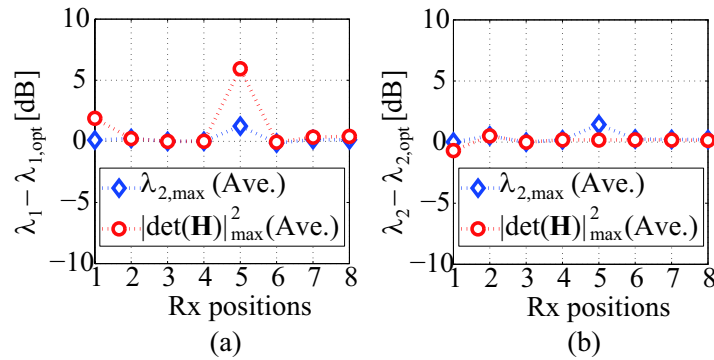 10
5
0
−5
−10
λ1 − λ1,opt [dB]
λ2,max (Ave.)
|det(H)|²max (Ave.)
1 2 3 4 5 6 7 8
Rx positions
(a)
10
5
0
−5
−10
λ2 − λ2,opt [dB]
λ2,max (Ave.)
|det(H)|²max (Ave.)
1 2 3 4 5 6 7 8
Rx positions
(b)